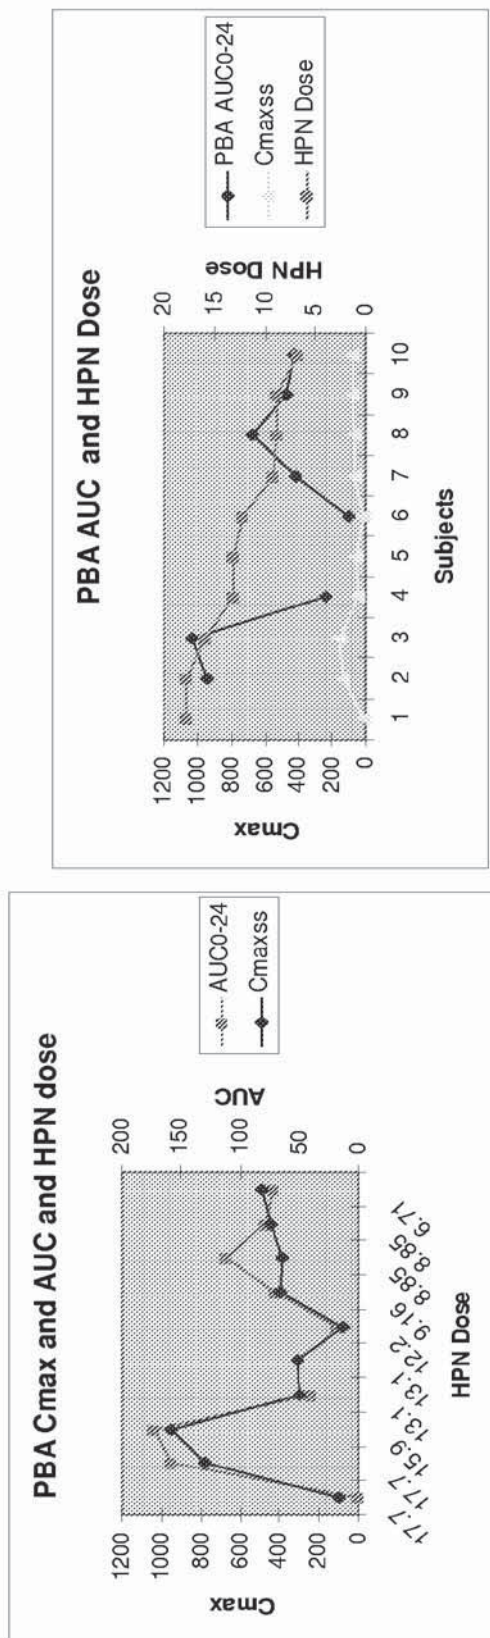 PBA Cmax and AUC and HPN dose
Cmax
1200
1000
800
600
400
200
0
AUC
200
150
100
50
0
17.7
17.7
15.9
13.1
13.1
12.2
9.16
8.85
8.85
6.71
HPN Dose
AUC0-24
Cmaxss
PBA AUC and HPN Dose
Cmax
1200
1000
800
600
400
200
0
HPN Dose
20
15
10
5
0
1 2 3 4 5 6 7 8 9 10
Subjects
PBA AUC0-24
Cmaxss
HPN Dose